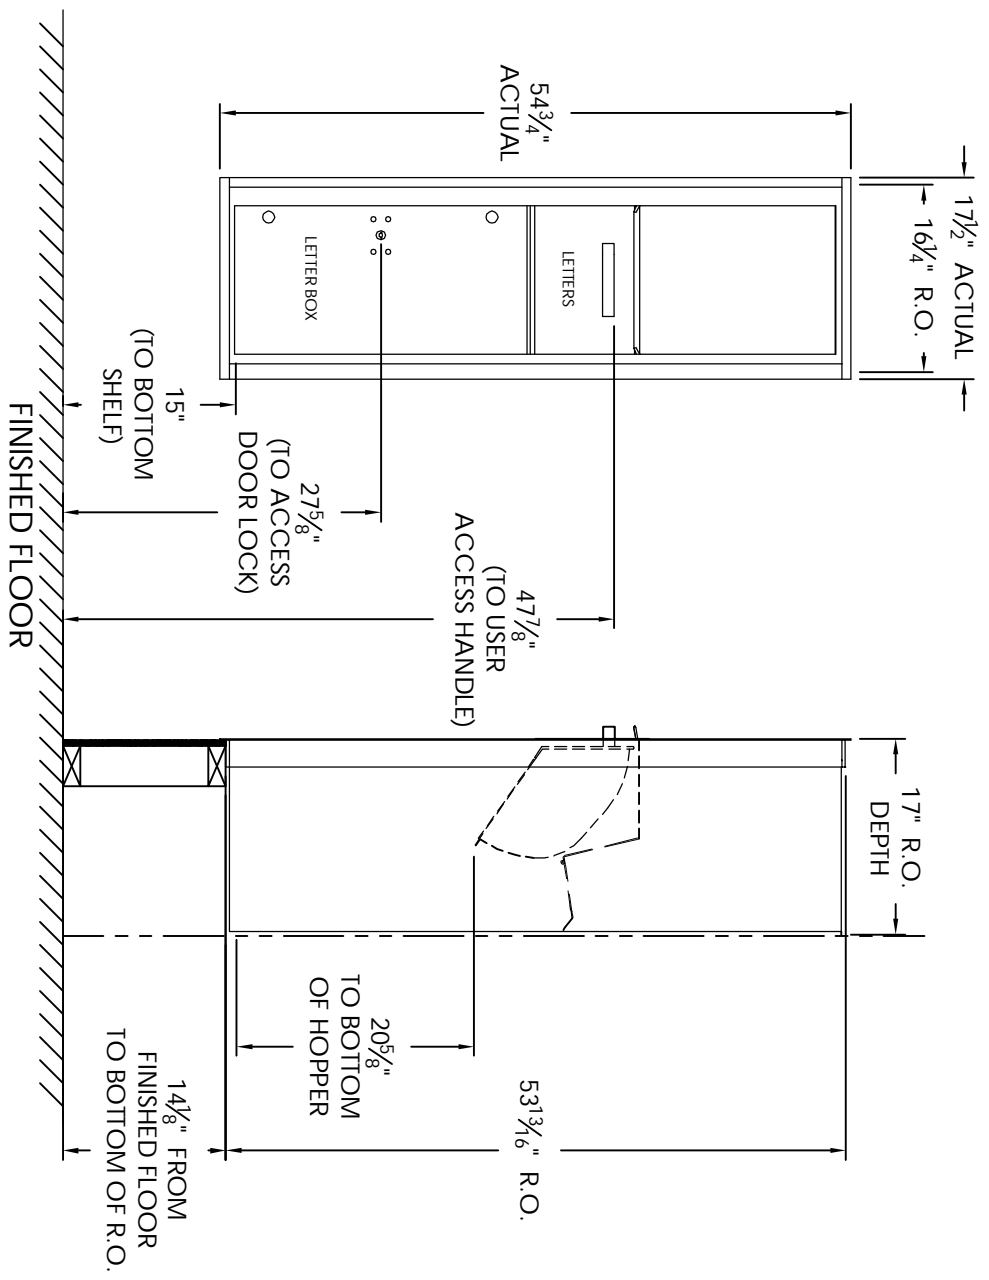 17½" ACTUAL
16¼" R.O.
54¾"
ACTUAL
LETTERS
LETTER BOX
15"
(TO BOTTOM
SHELF)
27⅝"
(TO ACCESS
DOOR LOCK)
47⅞"
(TO USER
ACCESS HANDLE)
17" R.O.
DEPTH
20⅝"
TO BOTTOM
OF HOPPER
53 13/16" R.O.
14⅛" FROM
FINISHED FLOOR
TO BOTTOM OF R.O.
FINISHED FLOOR